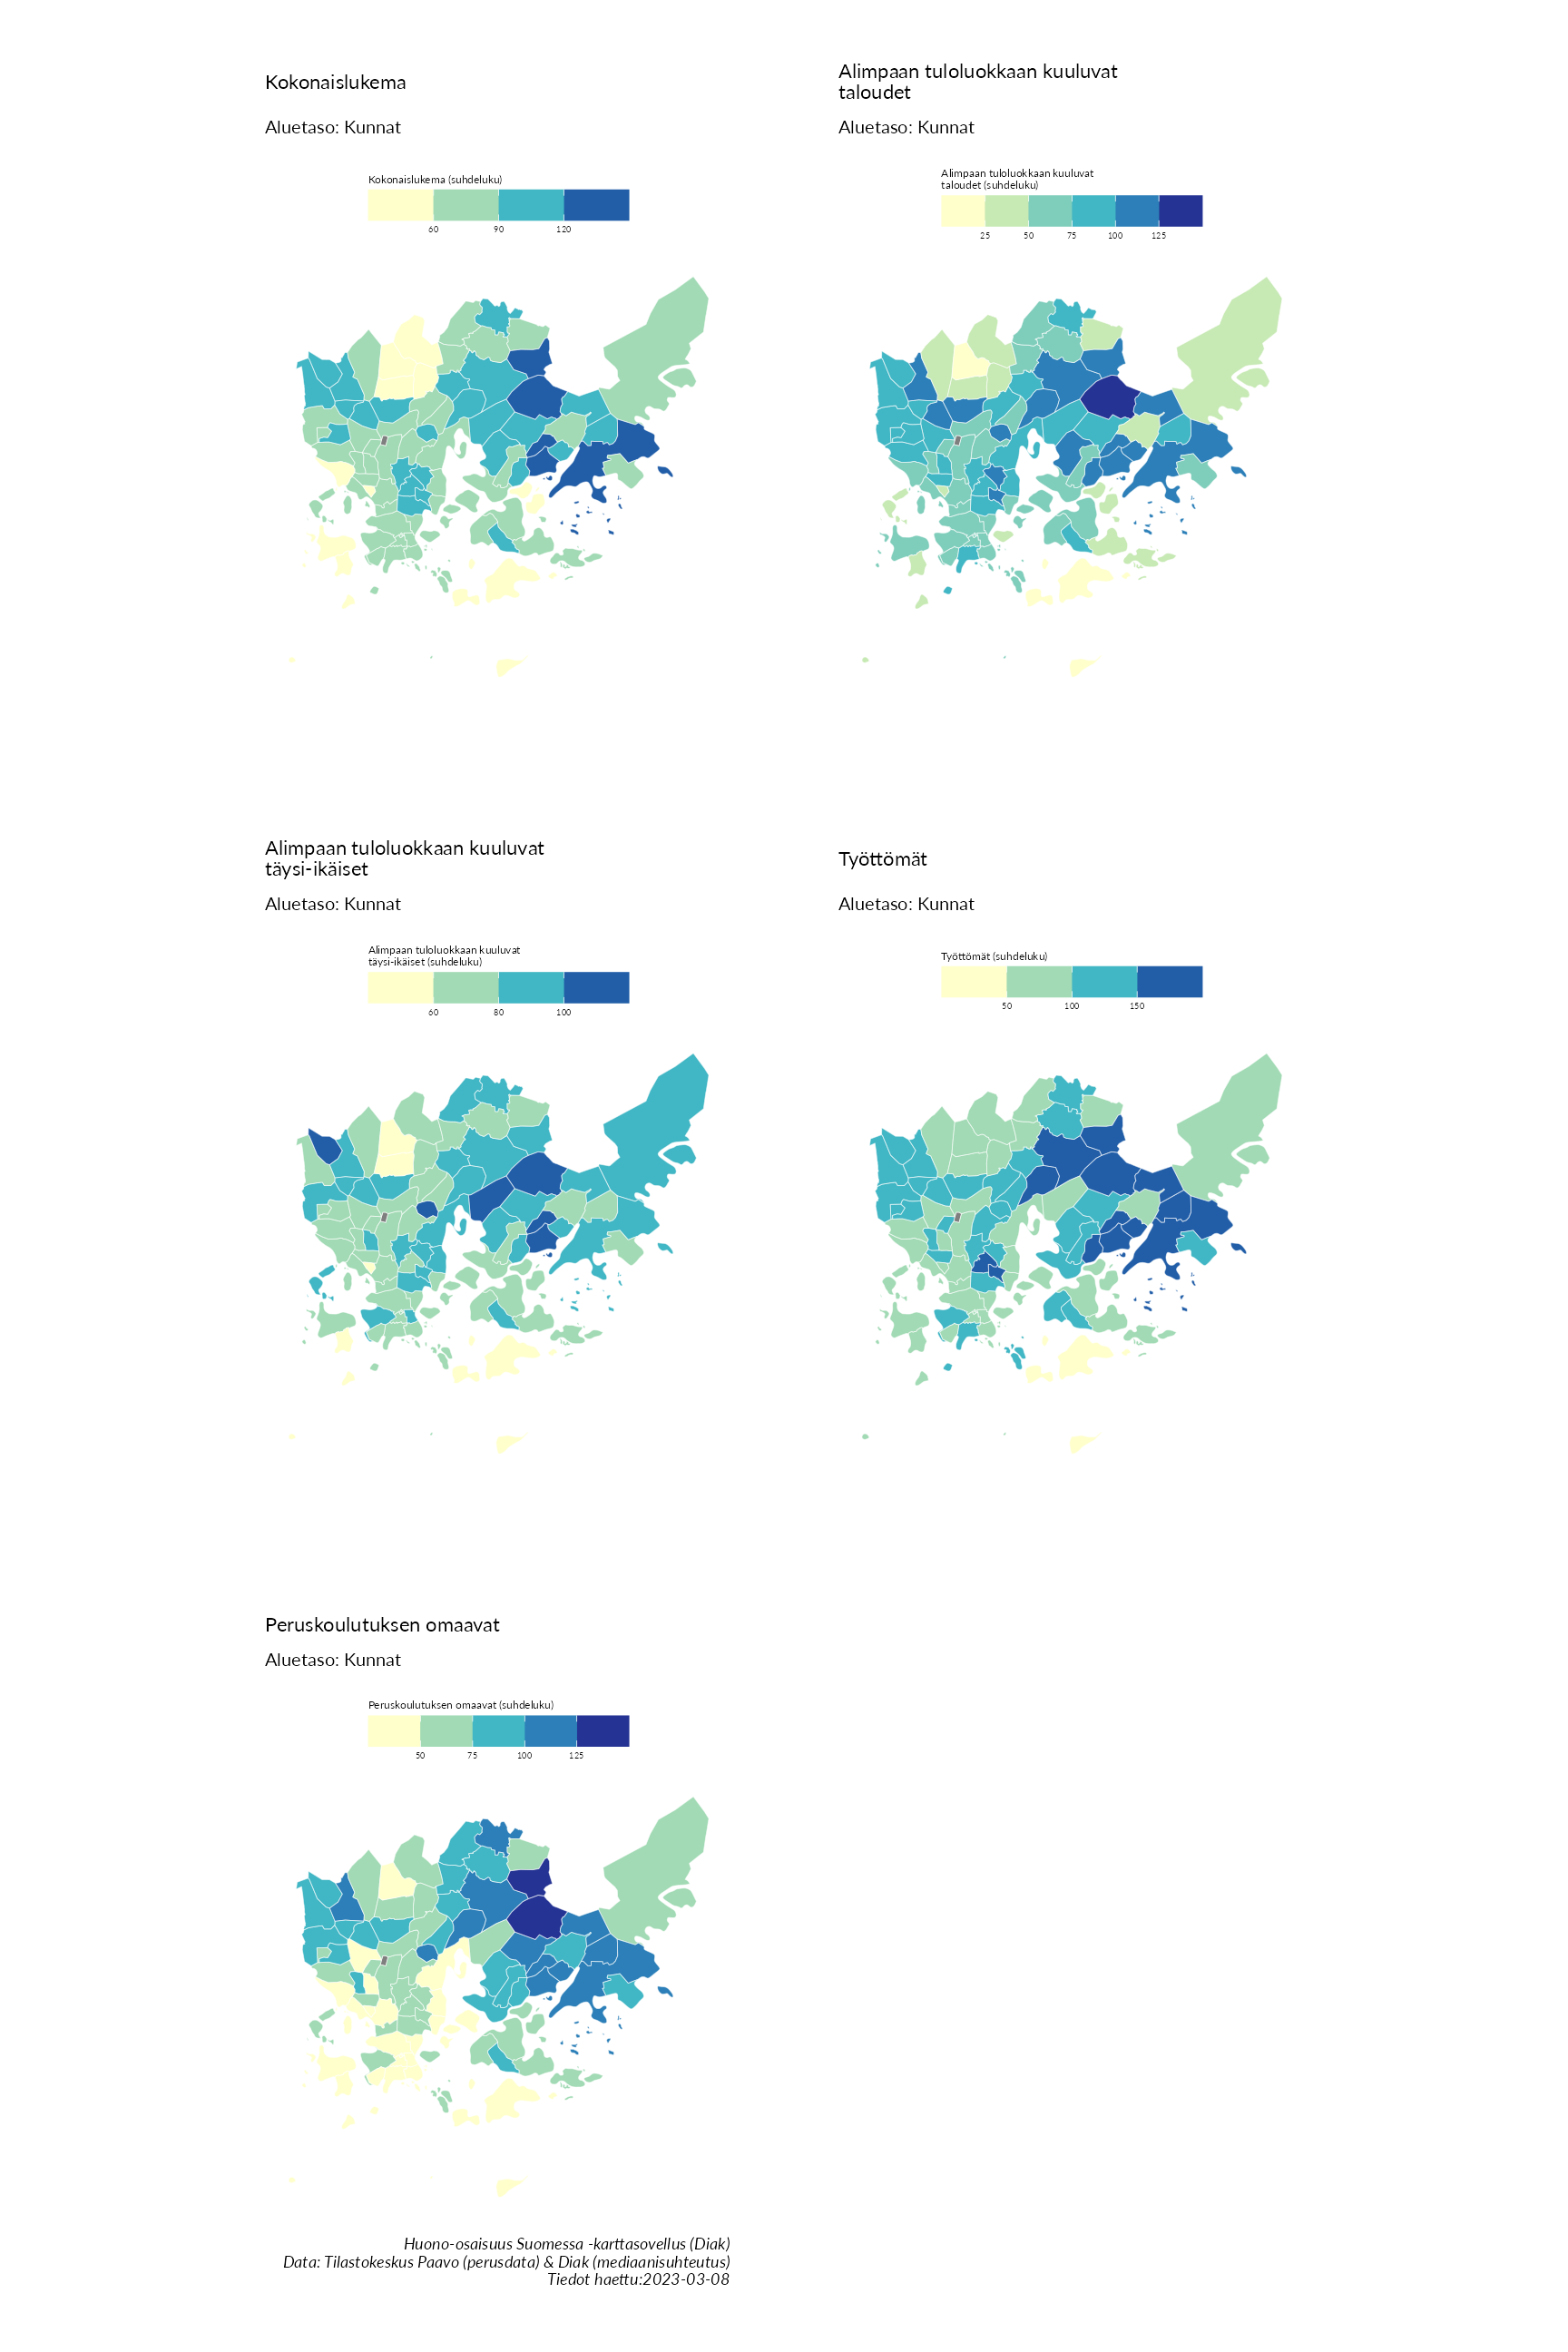 Kokonaislukema
Aluetaso: Kunnat
Kokonaislukema (suhdeluku)
60 90 120
Alimpaan tuloluokkaan kuuluvat
taloudet
Aluetaso: Kunnat
Alimpaan tuloluokkaan kuuluvat
taloudet (suhdeluku)
25 50 75 100 125
Alimpaan tuloluokkaan kuuluvat
täysi-ikäiset
Aluetaso: Kunnat
Alimpaan tuloluokkaan kuuluvat
täysi-ikäiset (suhdeluku)
60 80 100
Työttömät
Aluetaso: Kunnat
Työttömät (suhdeluku)
50 100 150
Peruskoulutuksen omaavat
Aluetaso: Kunnat
Peruskoulutuksen omaavat (suhdeluku)
50 75 100 125
Huono-osaisuus Suomessa -karttasovellus (Diak)
Data: Tilastokeskus Paavo (perusdata) & Diak (mediaanisuhteutus)
Tiedot haettu:2023-03-08